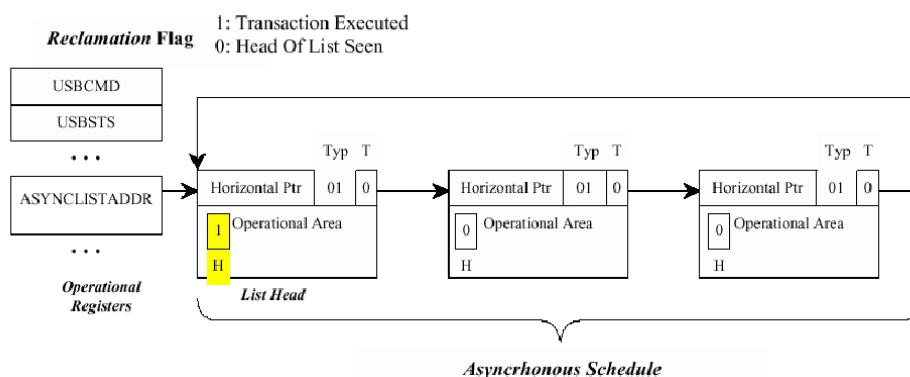 1: Transaction Executed
Reclamation Flag
0: Head Of List Seen
USBCMD
USBSTS
• • •
Typ T
Typ T
Typ T
ASYNCLISTADDR
Horizontal Ptr 01 0
Horizontal Ptr 01 0
Horizontal Ptr 01 0
1 Operational Area
0 Operational Area
0 Operational Area
• • •
H
H
H
Operational
Registers
List Head
Asyncrhonous Schedule